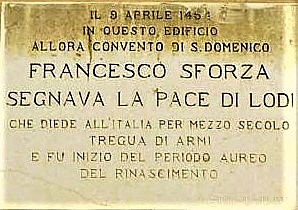 IL 9 APRILE 1454
IN QUESTO EDIFICIO
ALLORA CONVENTO DI S. DOMENICO
FRANCESCO SFORZA
SEGNAVA LA PACE DI LODI
CHE DIEDE ALL'ITALIA PER MEZZO SECOLO
TREGUA DI ARMI
E FU INIZIO DEL PERIODO AUREO
DEL RINASCIMENTO